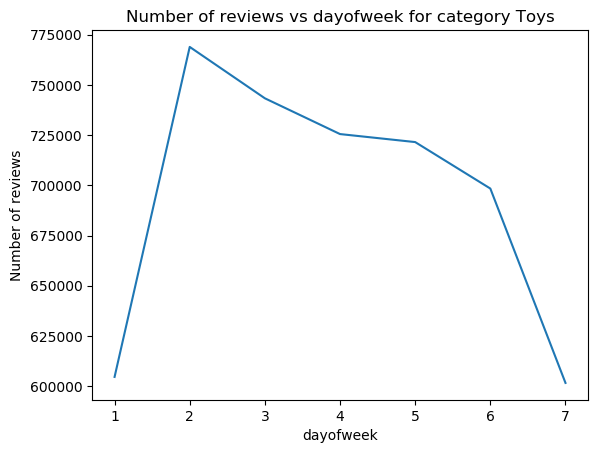 Number of reviews vs dayofweek for category Toys
775000
750000
725000
700000
675000
650000
625000
600000
Number of reviews
1 2 3 4 5 6 7
dayofweek